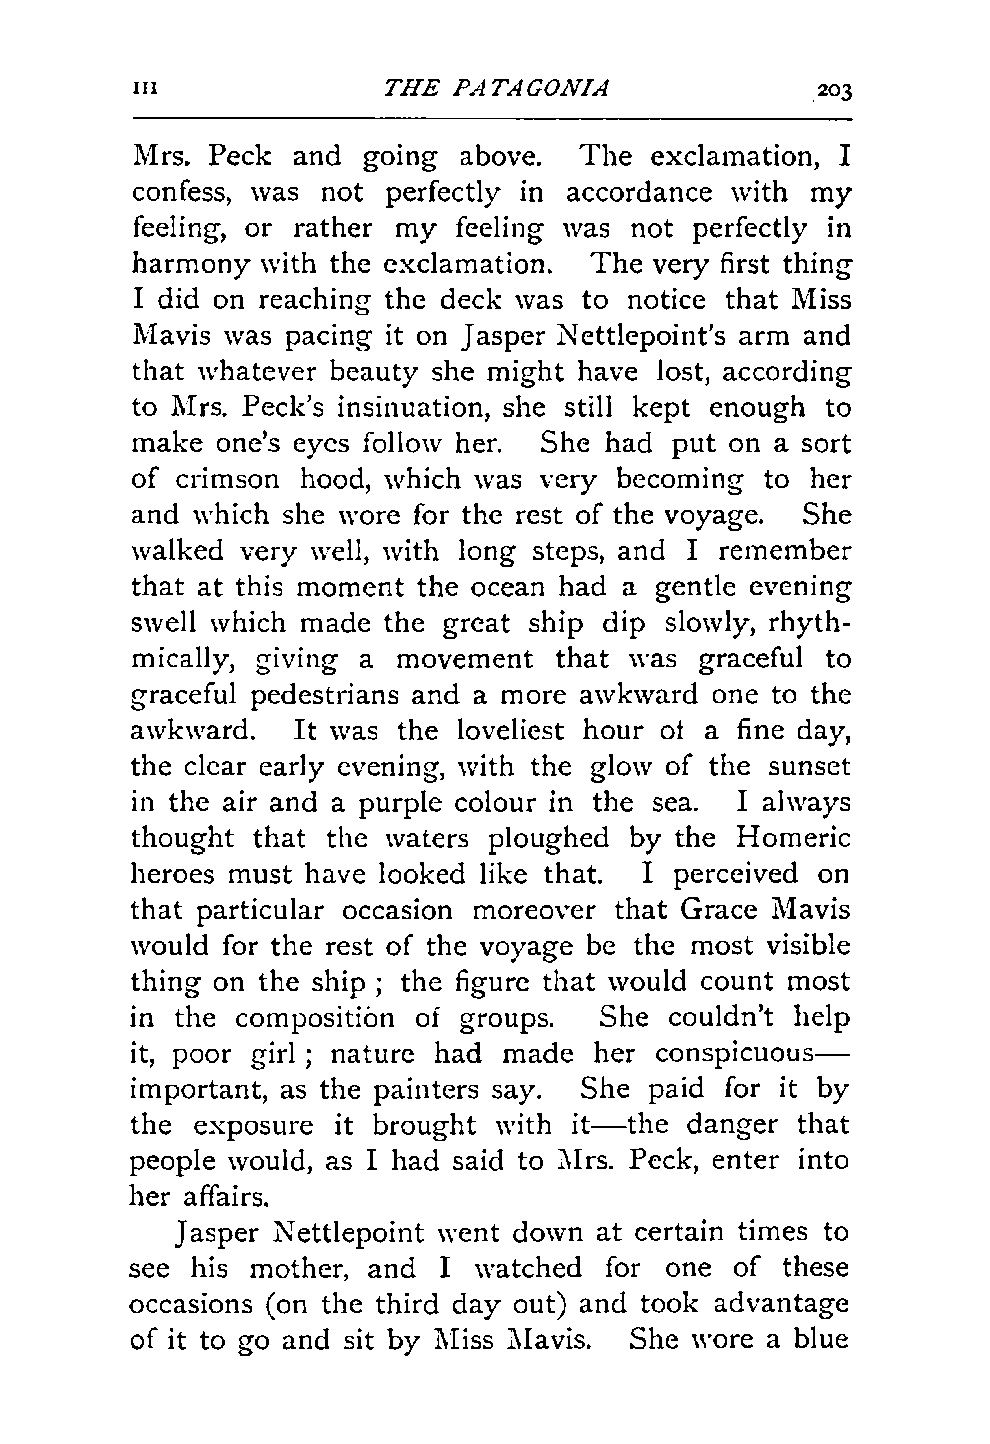 III THE PATAGONIA 203
Mrs. Peck and going above. The exclamation, I
confess, was not perfectly in accordance with my
feeling, or rather my feeling was not perfectly in
harmony with the exclamation. The very first thing
I did on reaching the deck was to notice that Miss
Mavis was pacing it on Jasper Nettlepoint's arm and
that whatever beauty she might have lost, according
to Mrs. Peck's insinuation, she still kept enough to
make one's eyes follow her. She had put on a sort
of crimson hood, which was very becoming to her
and which she wore for the rest of the voyage. She
walked very well, with long steps, and I remember
that at this moment the ocean had a gentle evening
swell which made the great ship dip slowly, rhyth-
mically, giving a movement that was graceful to
graceful pedestrians and a more awkward one to the
awkward. It was the loveliest hour of a fine day,
the clear early evening, with the glow of the sunset
in the air and a purple colour in the sea. I always
thought that the waters ploughed by the Homeric
heroes must have looked like that. I perceived on
that particular occasion moreover that Grace Mavis
would for the rest of the voyage be the most visible
thing on the ship ; the figure that would count most
in the composition of groups. She couldn't help
it, poor girl ; nature had made her conspicuous—
important, as the painters say. She paid for it by
the exposure it brought with it—the danger that
people would, as I had said to Mrs. Peck, enter into
her affairs.
Jasper Nettlepoint went down at certain times to
see his mother, and I watched for one of these
occasions (on the third day out) and took advantage
of it to go and sit by Miss Mavis. She wore a blue